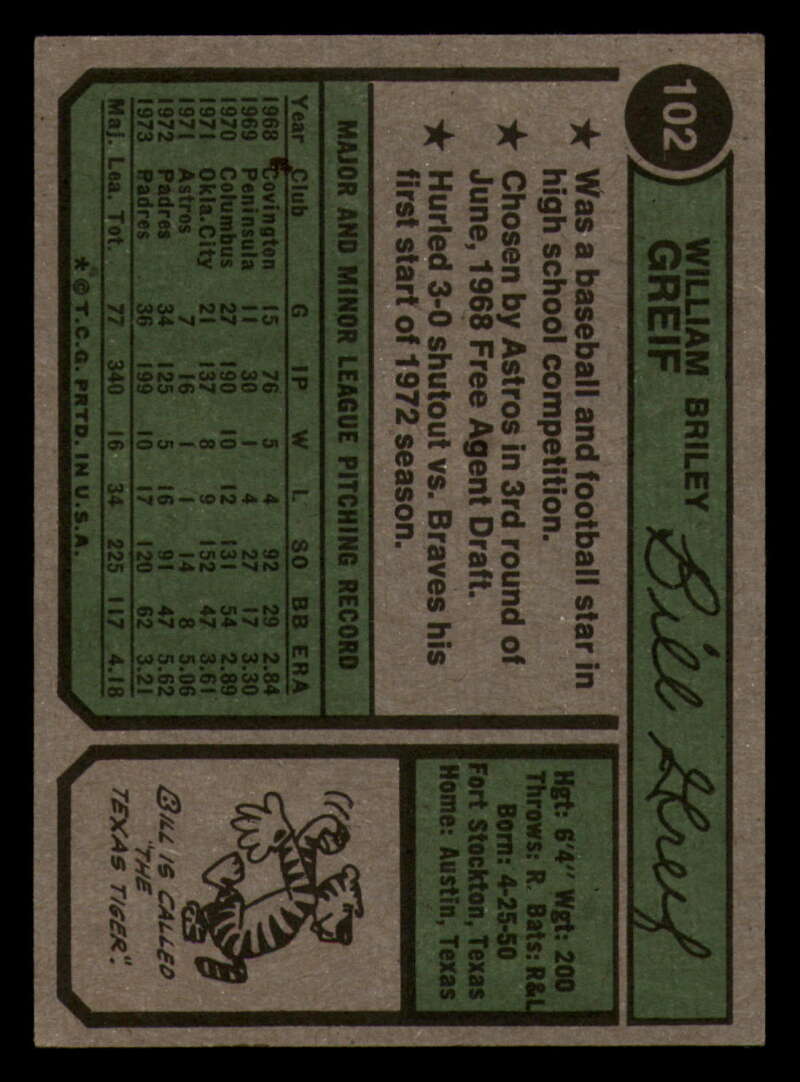 102
WILLIAM BRILEY
GREIF
Bill Greif
★ Was a baseball and football star in
high school competition.
★ Chosen by Astros in 3rd round of
June, 1968 Free Agent Draft.
★ Hurled 3-0 shutout vs. Braves his
first start of 1972 season.
MAJOR AND MINOR LEAGUE PITCHING RECORD
Year Club G IP W L SO BB ERA
1968 Covington 15 76 5 4 92 29 2.84
1969 Peninsula 11 30 1 4 27 17 3.30
1970 Columbus 27 190 10 12 131 54 2.89
1971 Okla.City 21 137 8 9 152 47 3.61
1971 Astros 7 16 1 1 14 8 5.06
1972 Padres 34 125 5 16 91 47 5.62
1973 Padres 36 199 10 17 120 62 3.21
Maj. Lea. Tot. 77 340 16 34 225 117 4.18
*© T.C.G. PRTD. IN U.S.A.
Hgt: 6'4" Wgt: 200
Throws: R. Bats: R&L
Born: 4-25-50
Fort Stockton, Texas
Home: Austin, Texas
BILL IS CALLED
"THE
TEXAS TIGER".